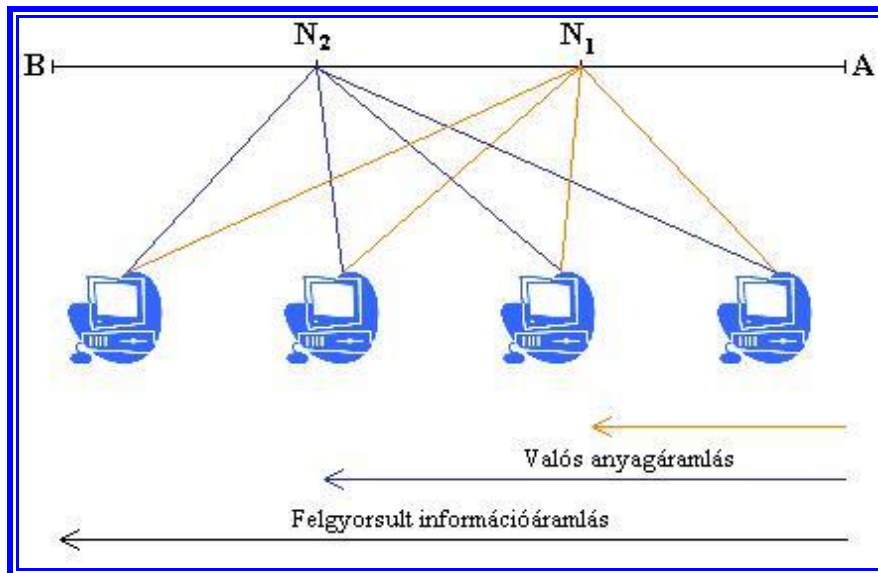 N₂ N₁
B A
Valós anyagáramlás
Felgyorsult információáramlás